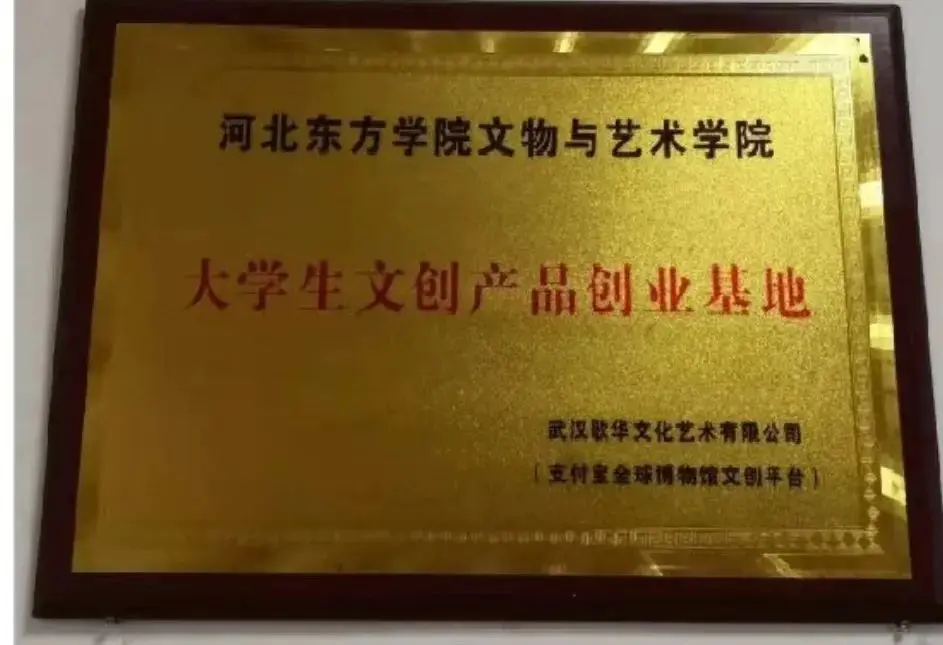 河北东方学院文物与艺术学院
大学生文创产品创业基地
武汉歌华文化艺术有限公司
（支付宝全球博物馆文创平台）